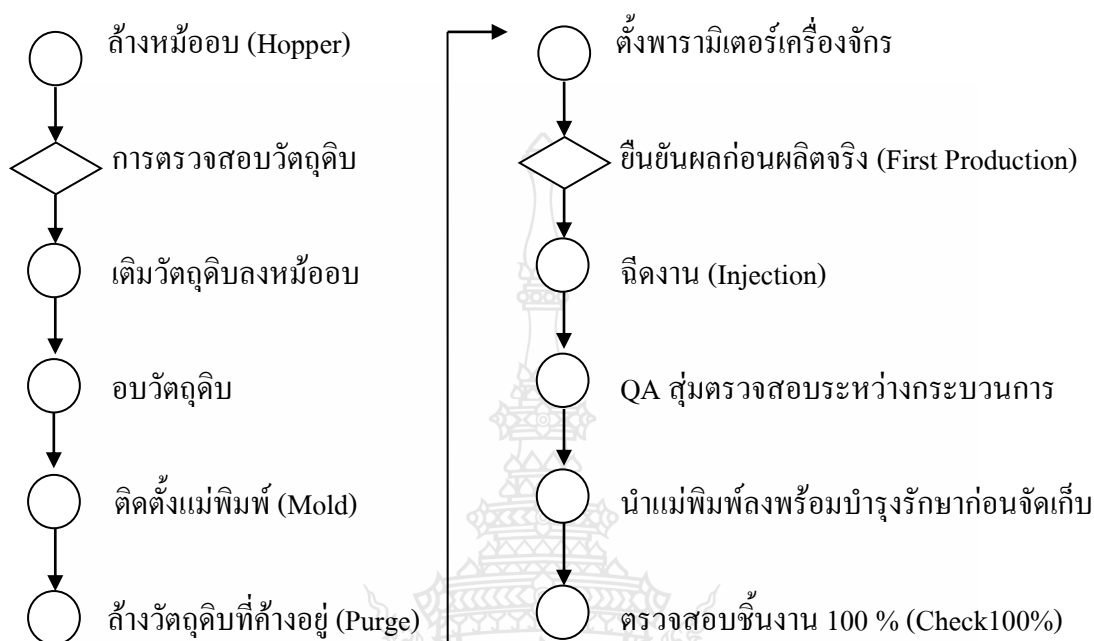 ล้างหม้ออบ (Hopper)
การตรวจสอบวัตถุดิบ
เติมวัตถุดิบลงหม้ออบ
อบวัตถุดิบ
ติดตั้งแม่พิมพ์ (Mold)
ล้างวัตถุดิบที่ค้างอยู่ (Purge)
ตั้งพารามิเตอร์เครื่องจักร
ยืนยันผลก่อนผลิตจริง (First Production)
ฉีดงาน (Injection)
QA สุ่มตรวจสอบระหว่างกระบวนการ
นำแม่พิมพ์ลงพร้อมบำรุงรักษาก่อนจัดเก็บ
ตรวจสอบชิ้นงาน 100 % (Check100%)